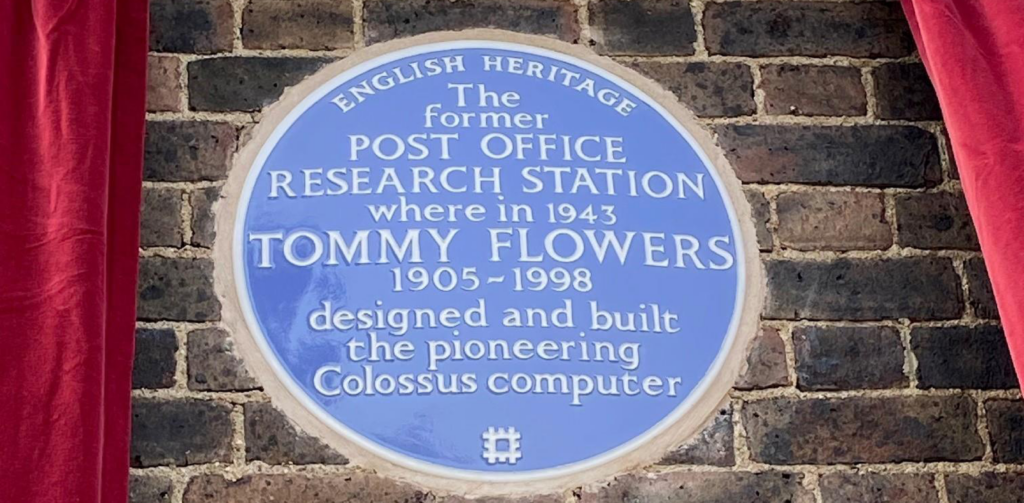 ENGLISH HERITAGE
The
former
POST OFFICE
RESEARCH STATION
where in 1943
TOMMY FLOWERS
1905~1998
designed and built
the pioneering
Colossus computer